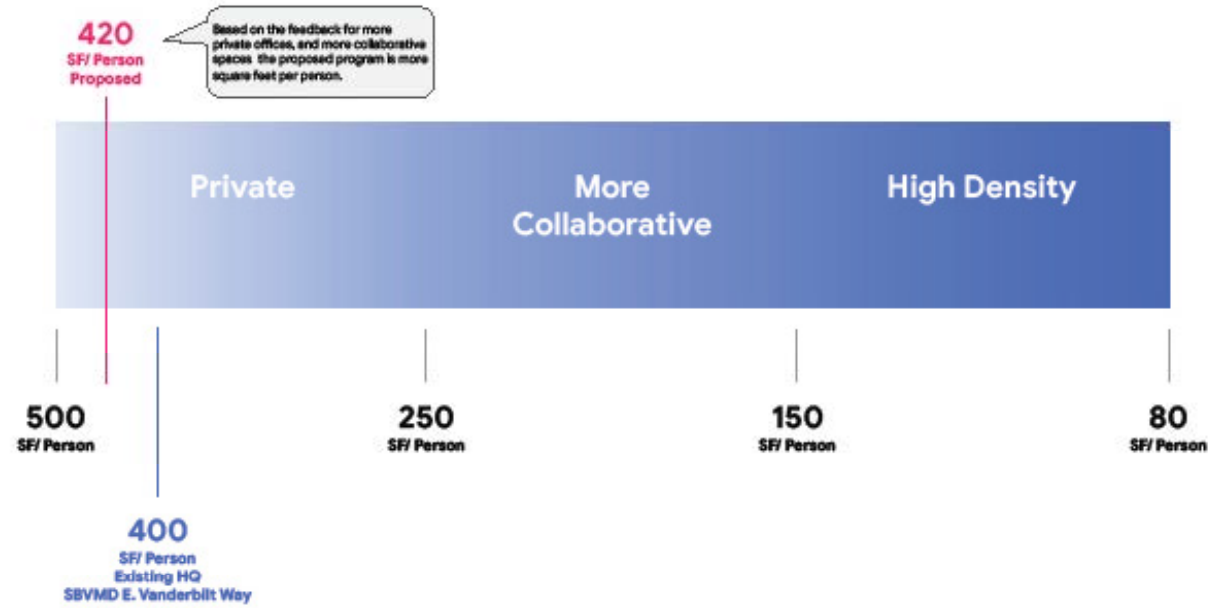 420
SF/ Person
Proposed
Based on the feedback for more
private offices, and more collaborative
spaces the proposed program is more
square feet per person.
Private
More
Collaborative
High Density
500
SF/ Person
250
SF/ Person
150
SF/ Person
80
SF/ Person
400
SF/ Person
Existing HQ
SBVMD E. Vanderbilt Way